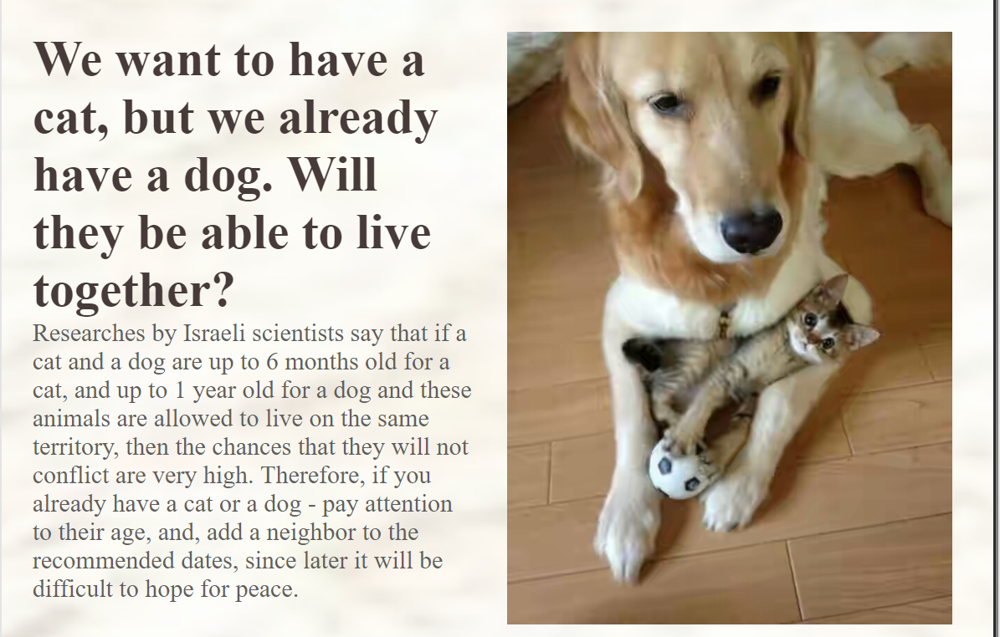 We want to have a
cat, but we already
have a dog. Will
they be able to live
together?
Researches by Israeli scientists say that if a
cat and a dog are up to 6 months old for a
cat, and up to 1 year old for a dog and these
animals are allowed to live on the same
territory, then the chances that they will not
conflict are very high. Therefore, if you
already have a cat or a dog - pay attention
to their age, and, add a neighbor to the
recommended dates, since later it will be
difficult to hope for peace.